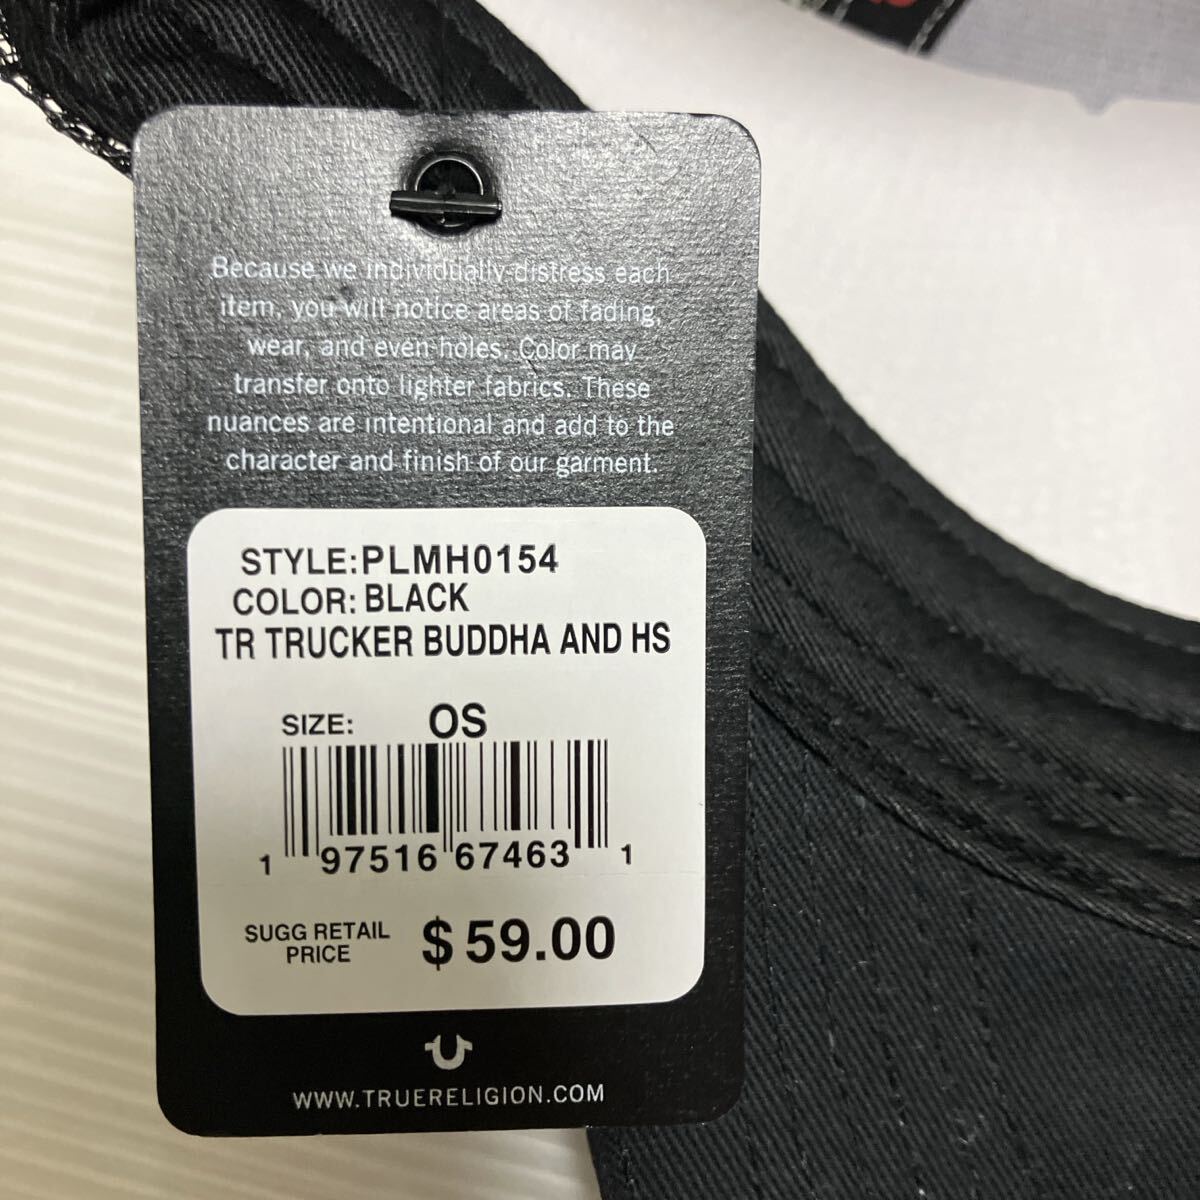 Because we individually distress each
item, you will notice areas of fading,
wear, and even holes. Color may
transfer onto lighter fabrics. These
nuances are intentional and add to the
character and finish of our garment.
STYLE:PLMH0154
COLOR: BLACK
TR TRUCKER BUDDHA AND HS
SIZE: OS
1 97516 67463 1
SUGG RETAIL
PRICE $ 59.00
WWW.TRUERELIGION.COM